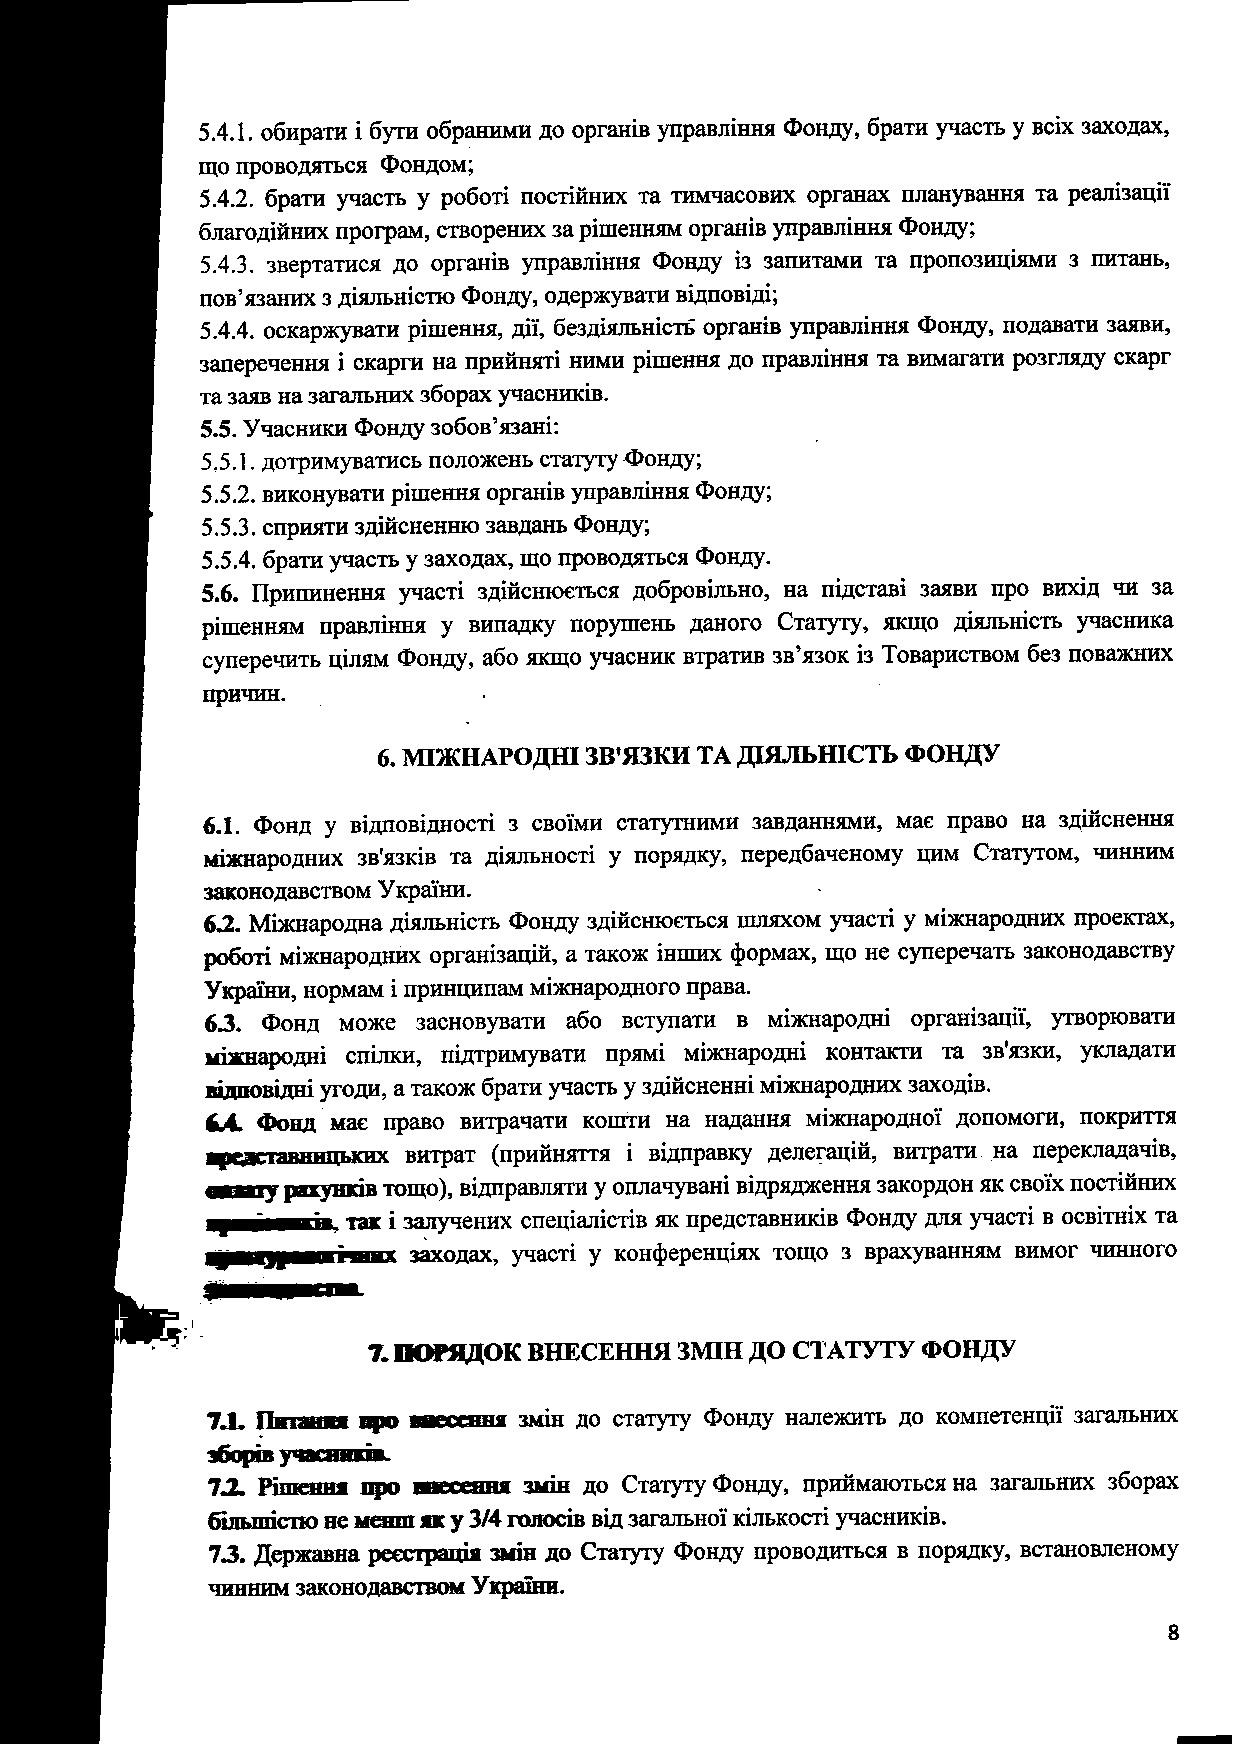 5.4.1. обирати і бути обраними до органів управління Фонду, брати участь у всіх заходах,
що проводяться Фондом;
5.4.2. брати участь у роботі постійних та тимчасових органах планування та реалізації
благодійних програм, створених за рішенням органів управління Фонду;
5.4.3. звертатися до органів управління Фонду із запитами та пропозиціями з питань,
пов’язаних з діяльністю Фонду, одержувати відповіді;
5.4.4. оскаржувати рішення, дії, бездіяльність органів управління Фонду, подавати заяви,
заперечення і скарги на прийняті ними рішення до правління та вимагати розгляду скарг
та заяв на загальних зборах учасників.
5.5. Учасники Фонду зобов’язані:
5.5.1. дотримуватись положень статуту Фонду;
5.5.2. виконувати рішення органів управління Фонду;
5.5.3. сприяти здійсненню завдань Фонду;
5.5.4. брати участь у заходах, що проводяться Фонду.
5.6. Припинення участі здійснюється добровільно, на підставі заяви про вихід чи за
рішенням правління у випадку порушень даного Статуту, якщо діяльність учасника
суперечить цілям Фонду, або якщо учасник втратив зв’язок із Товариством без поважних
причин.
6. МІЖНАРОДНІ ЗВ'ЯЗКИ ТА ДІЯЛЬНІСТЬ ФОНДУ
6.1. Фонд у відповідності з своїми статутними завданнями, має право на здійснення
міжнародних зв'язків та діяльності у порядку, передбаченому цим Статутом, чинним
законодавством України.
6.2. Міжнародна діяльність Фонду здійснюється шляхом участі у міжнародних проектах,
роботі міжнародних організацій, а також інших формах, що не суперечать законодавству
України, нормам і принципам міжнародного права.
6.3. Фонд може засновувати або вступати в міжнародні організації, утворювати
міжнародні спілки, підтримувати прямі міжнародні контакти та зв'язки, укладати
відповідні угоди, а також брати участь у здійсненні міжнародних заходів.
6.4. Фонд має право витрачати кошти на надання міжнародної допомоги, покриття
представницьких витрат (прийняття і відправку делегацій, витрати на перекладачів,
оплату рахунків тощо), відправляти у оплачувані відрядження закордон як своїх постійних
так і залучених спеціалістів як представників Фонду для участі в освітніх та
заходах, участі у конференціях тощо з врахуванням вимог чинного
7. ПОРЯДОК ВНЕСЕННЯ ЗМІН ДО СТАТУТУ ФОНДУ
7.1. Питання про внесення змін до статуту Фонду належить до компетенції загальних
зборів учасників.
7.2. Рішення про внесення змін до Статуту Фонду, приймаються на загальних зборах
більшістю не менш як у 3/4 голосів від загальної кількості учасників.
7.3. Державна реєстрація змін до Статуту Фонду проводиться в порядку, встановленому
чинним законодавством України.
8